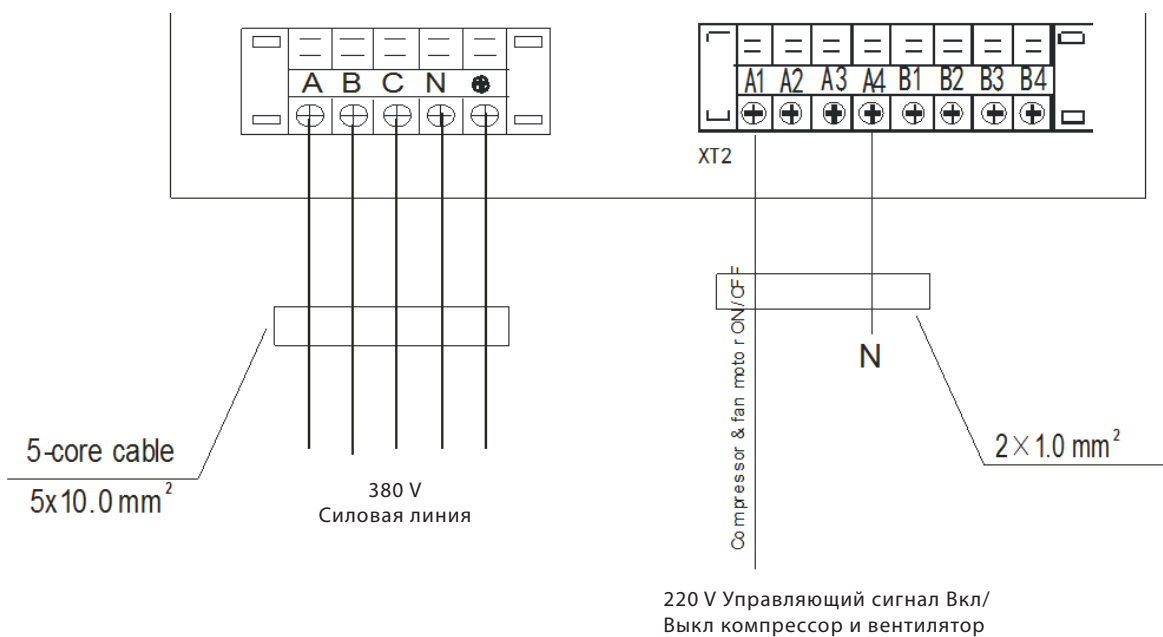 A B C N
A1 A2 A3 A4 B1 B2 B3 B4
XT2
Compressor & fan motor ON/OFF
N
5-core cable
5x10.0 mm²
2×1.0 mm²
380 V
Силовая линия
220 V Управляющий сигнал Вкл/
Выкл компрессор и вентилятор